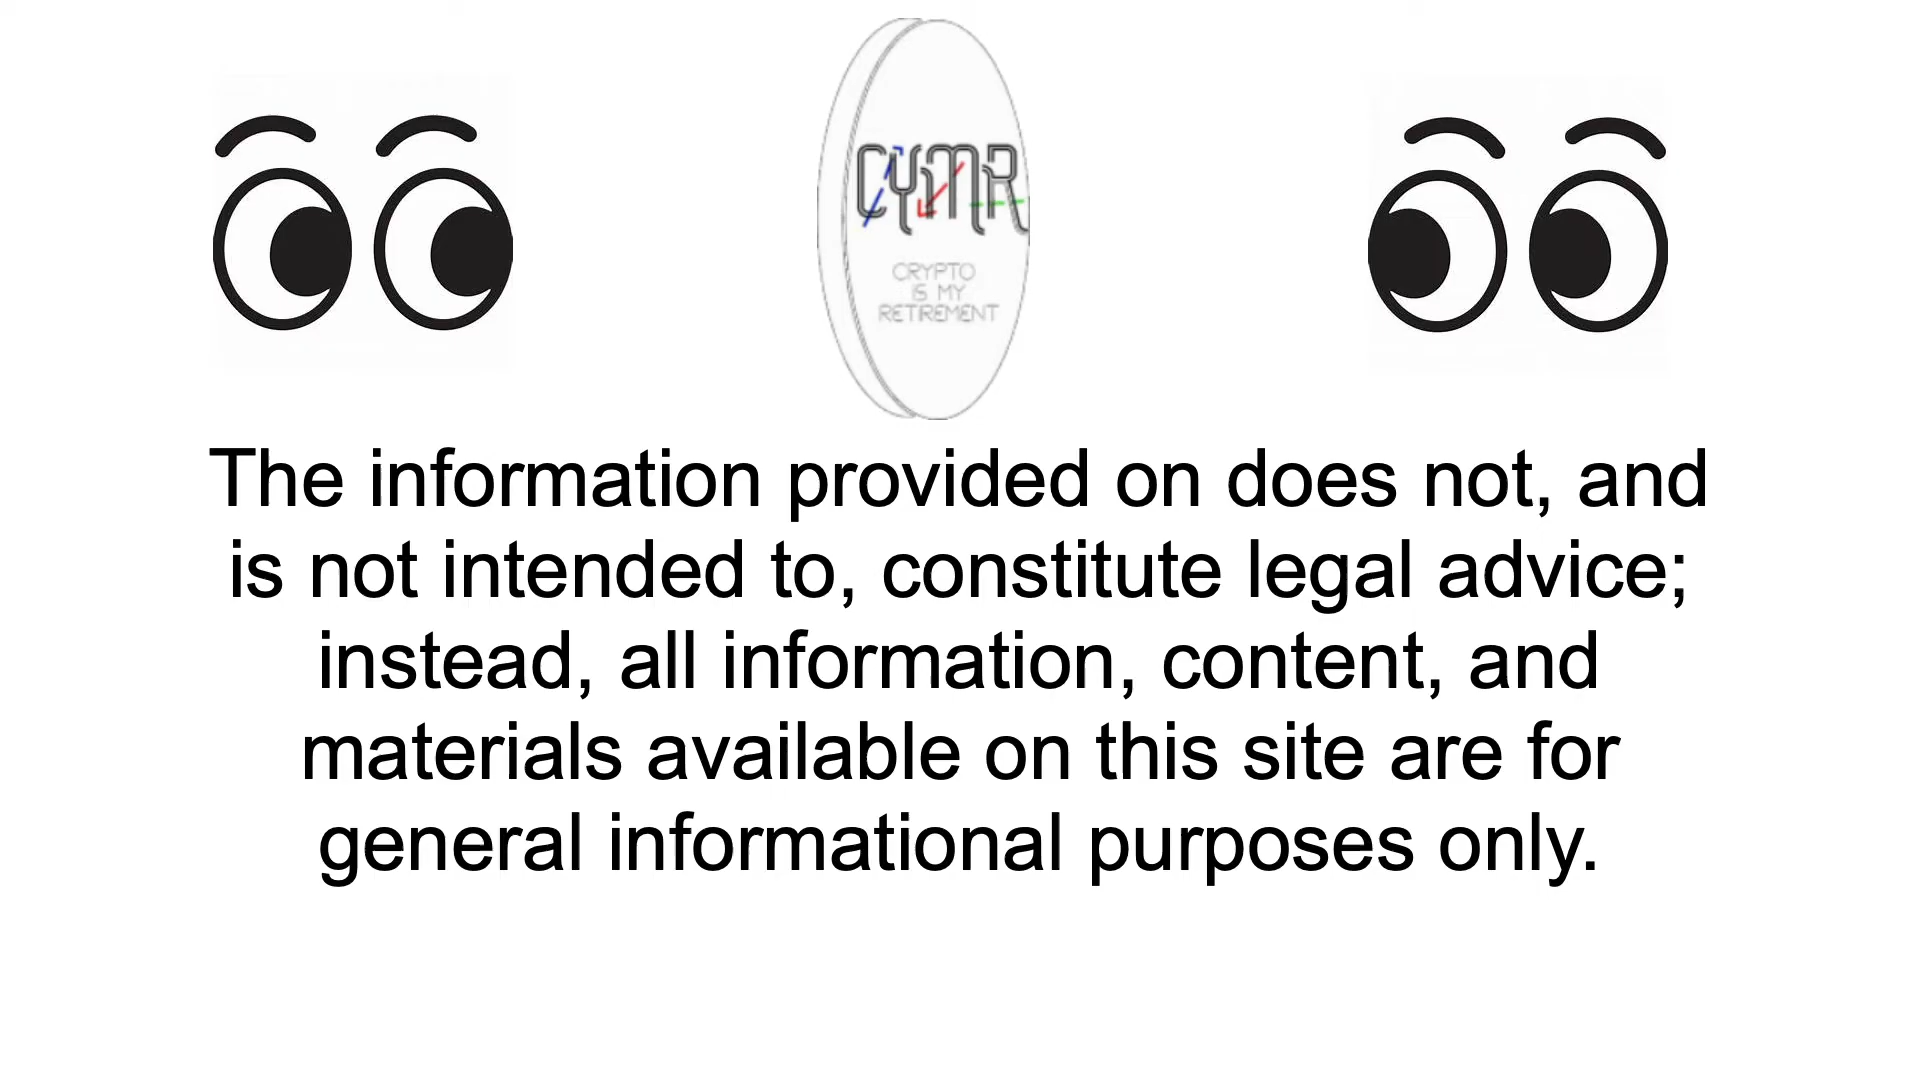 CYMR
CRYPTO
IS MY
RETIREMENT
The information provided on does not, and
is not intended to, constitute legal advice;
instead, all information, content, and
materials available on this site are for
general informational purposes only.